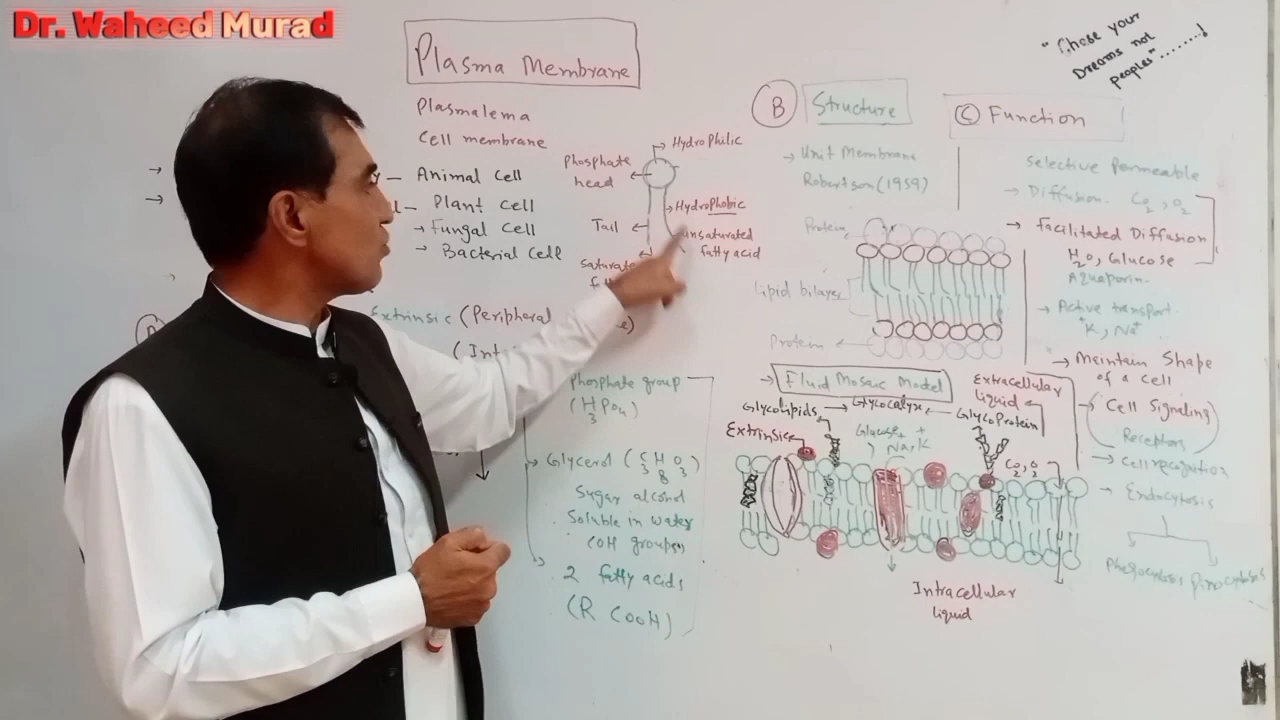 Dr. Waheed Murad
Plasma Membrane
Plasmalema
Cell membrane
Animal Cell
Plant Cell
Fungal Cell
Bacterial Cell
Hydrophilic
Phosphate
head
Hydrophobic
Tail
unsaturated
fatty acid
Extrinsic (Peripheral
phosphate group
(H3PO4)
Glycerol (C3H8O3)
Sugar alcohol
Soluble in water
(OH groups)
2 fatty acids
(R COOH)
"Chase your
Dreams not
peoples"........!
B Structure
→ Unit Membrane
Robertson (1959)
Protein
Lipid bilayer
Protein
→ Fluid Mosaic Model
Glycolipids → Glycocalyx ← GlycoProtein
Extracellular
liquid
Extrinsic
Glucose
Na+, K+
CO2, O2
Intracellular
liquid
C Function
Selective Permeable
→ Diffusion. CO2, O2
→ Facilitated Diffusion
H2O, Glucose
Aquaporin.
→ Active transport.
K+, Na+
→ Maintain Shape
of a cell
(Cell Signaling)
Receptors
→ Cell recognition
→ Endocytosis
Phagocytosis Pinocytosis